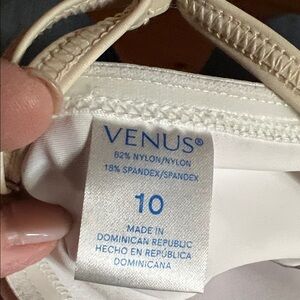 VENUS®
82% NYLON/NYLON
18% SPANDEX/SPANDEX
10
MADE IN
DOMINICAN REPUBLIC
HECHO EN REPÚBLICA
DOMINICANA